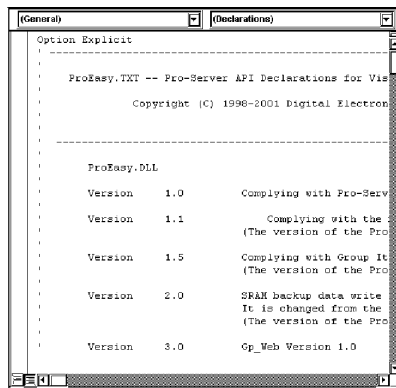 (General) (Declarations)
Option Explicit
' ------------------------------------------------
' ProEasy.TXT -- Pro-Server API Declarations for Vis
' Copyright (C) 1998-2001 Digital Electron
' ------------------------------------------------
' ProEasy.DLL
' Version 1.0 Complying with Pro-Serv
' Version 1.1 Complying with the
' (The version of the Pro
' Version 1.5 Complying with Group It
' (The version of the Pro
' Version 2.0 SRAM backup data write
' It is changed from the
' (The version of the Pro
' Version 3.0 Gp_Web Version 1.0